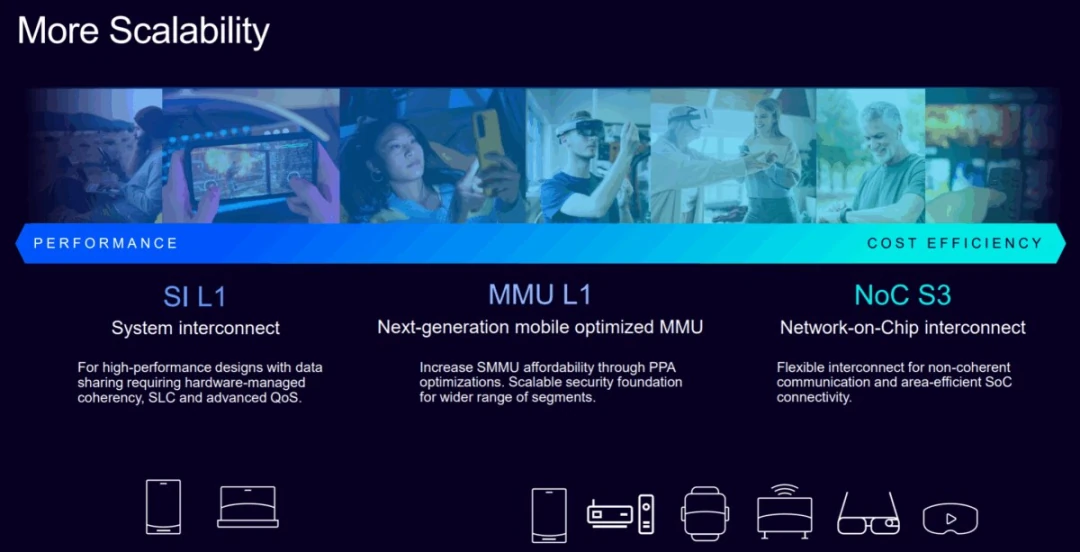 More Scalability
PERFORMANCE
COST EFFICIENCY
SI L1
System interconnect
For high-performance designs with data
sharing requiring hardware-managed
coherency, SLC and advanced QoS.
MMU L1
Next-generation mobile optimized MMU
Increase SMMU affordability through PPA
optimizations. Scalable security foundation
for wider range of segments.
NoC S3
Network-on-Chip interconnect
Flexible interconnect for non-coherent
communication and area-efficient SoC
connectivity.